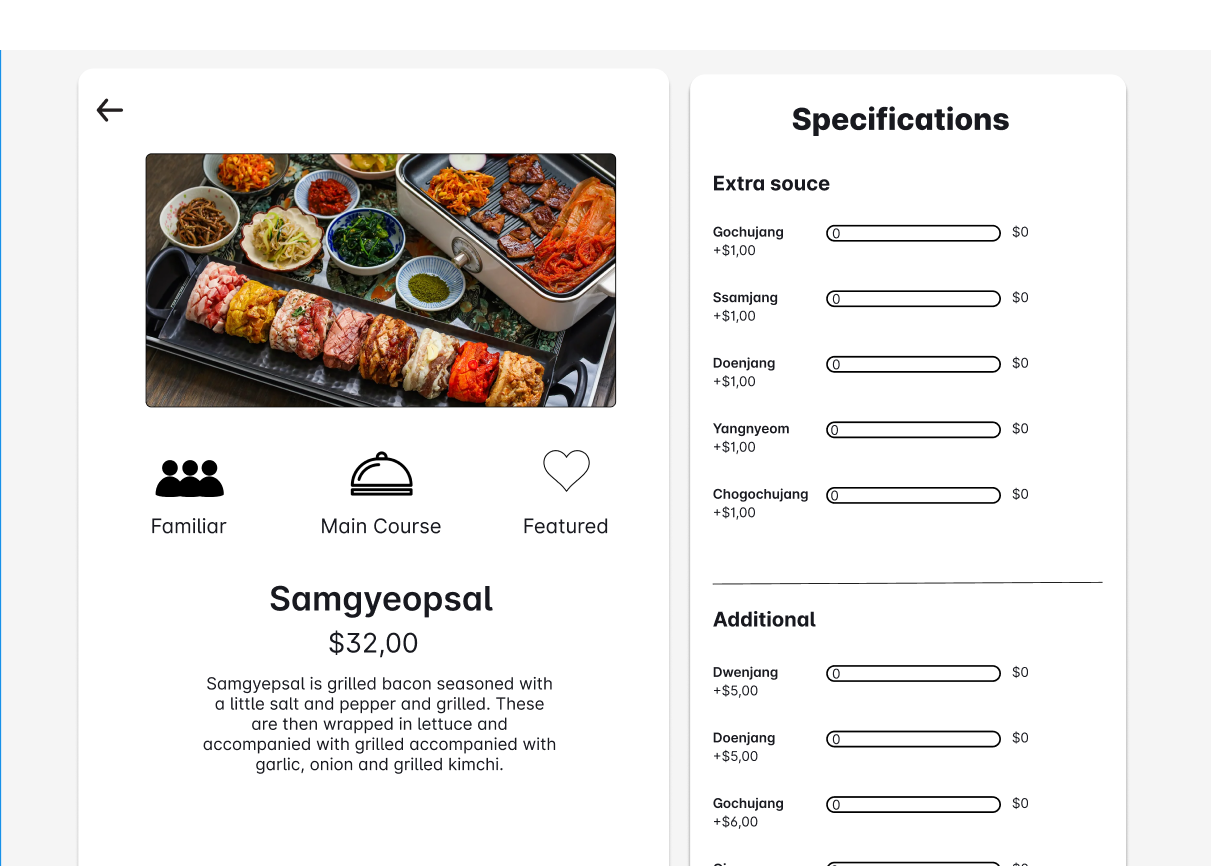 Familiar
Main Course
Featured
Samgyeopsal
$32,00
Samgyepsal is grilled bacon seasoned with
a little salt and pepper and grilled. These
are then wrapped in lettuce and
accompanied with grilled accompanied with
garlic, onion and grilled kimchi.
Specifications
Extra souce
Gochujang 0 $0
+$1,00
Ssamjang 0 $0
+$1,00
Doenjang 0 $0
+$1,00
Yangnyeom 0 $0
+$1,00
Chogochujang 0 $0
+$1,00
Additional
Dwenjang 0 $0
+$5,00
Doenjang 0 $0
+$5,00
Gochujang 0 $0
+$6,00